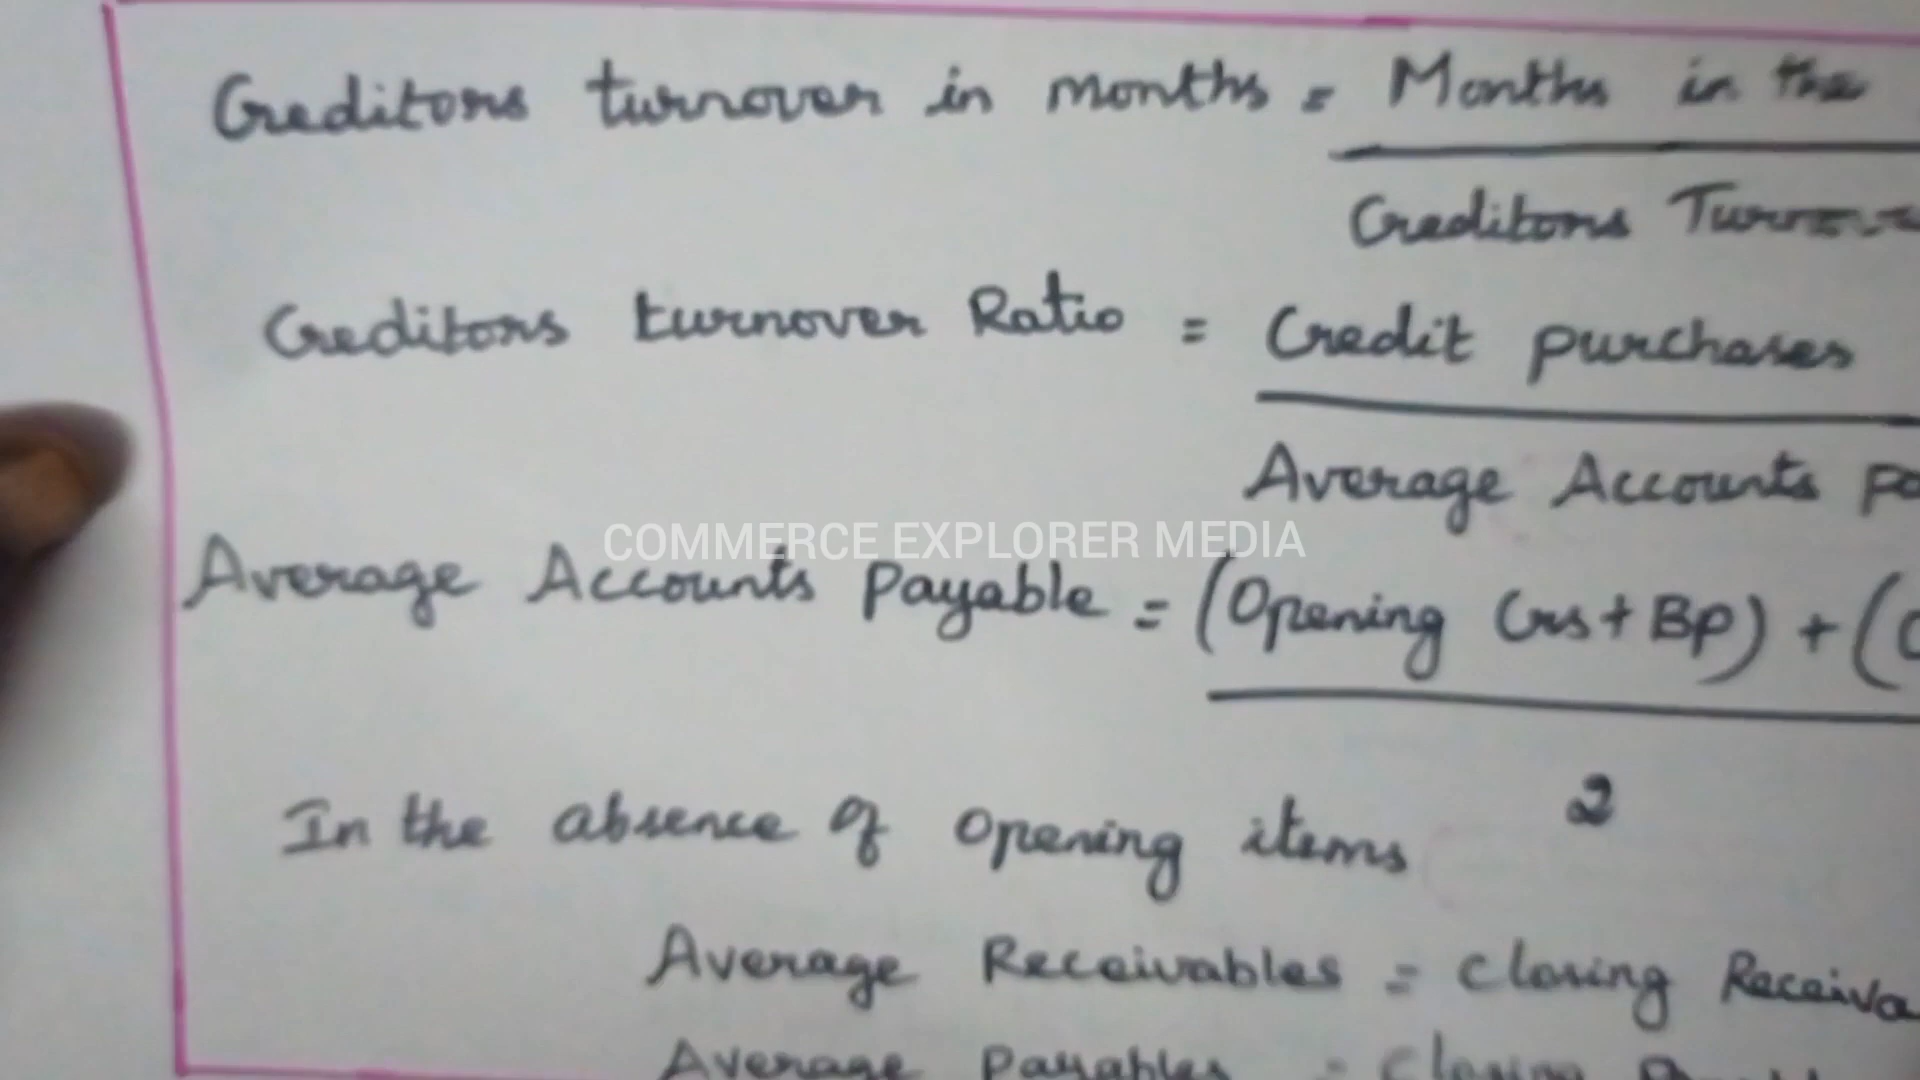 Creditors turnover in months = Months in the
Creditors
Creditors turnover Ratio = Credit purchases
Average Accounts
COMMERCE EXPLORER MEDIA
Average Accounts Payable = (Opening Crs + Bp) + (
2
In the absence of opening items
Average Receivables = Closing
Average Payables = Closing